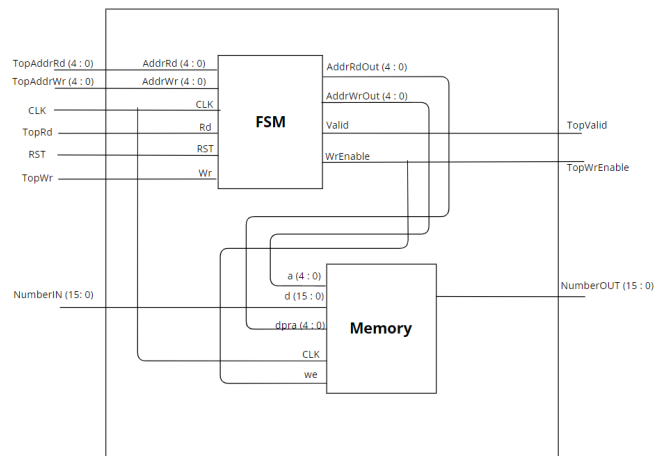 TopAddrRd (4 : 0)
AddrRd (4 : 0)
AddrRdOut (4 : 0)
TopAddrWr (4 : 0)
AddrWr (4 : 0)
AddrWrOut (4 : 0)
CLK
CLK
FSM
TopRd
Rd
Valid
TopValid
RST
RST
WrEnable
TopWrEnable
TopWr
Wr
a (4 : 0)
NumberIN (15: 0)
d (15 : 0)
NumberOUT (15 : 0)
dpra (4 : 0)
Memory
CLK
we